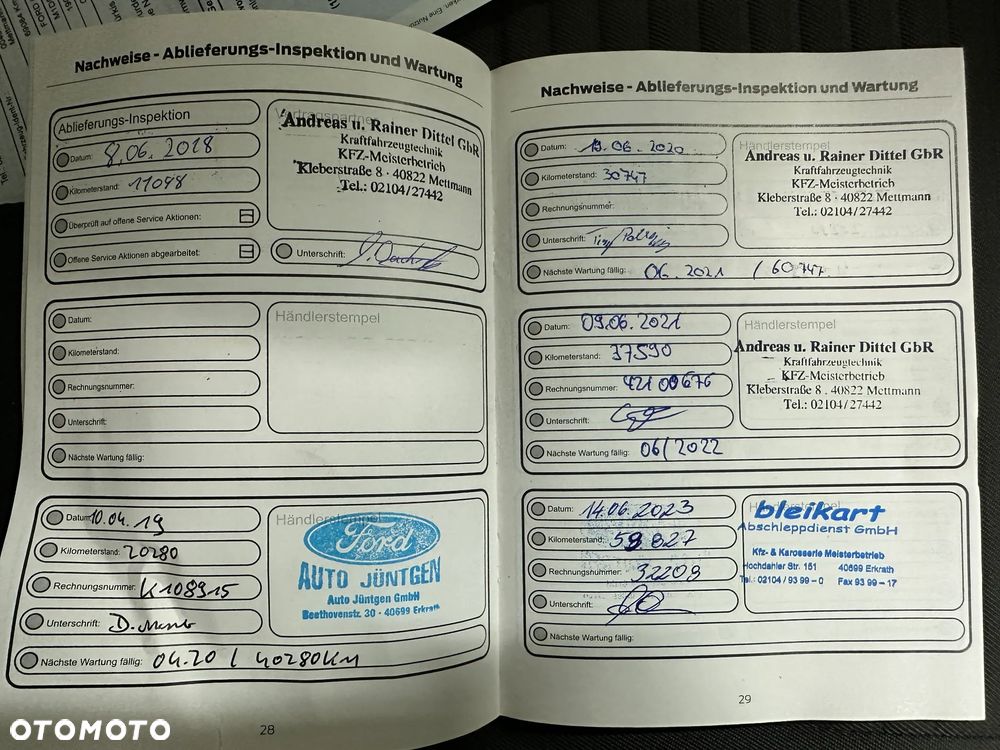 Nachweise - Ablieferungs-Inspektion und Wartung
Ablieferungs-Inspektion
Datum: 8.06.2018
Kilometerstand: 11098
Überprüft auf offene Service Aktionen:
Offene Service Aktionen abgearbeitet:
Andreas u. Rainer Dittel GbR
Kraftfahrzeugtechnik
KFZ-Meisterbetrieb
Kleberstraße 8 · 40822 Mettmann
Tel.: 02104/27442
Unterschrift:
Datum:
Kilometerstand:
Rechnungsnummer:
Unterschrift:
Nächste Wartung fällig:
Händlerstempel
Datum: 10.04.19
Kilometerstand: 20280
Rechnungsnummer: K108915
Unterschrift:
Nächste Wartung fällig: 04.20 / 40280KM
Händlerstempel
Ford
AUTO JÜNTGEN
Auto Jüntgen GmbH
Beethovenstr. 30 · 40699 Erkrath
28
Nachweise - Ablieferungs-Inspektion und Wartung
Datum: 19.06.2020
Kilometerstand: 30747
Rechnungsnummer:
Unterschrift:
Nächste Wartung fällig: 06.2021 / 60747
Händlerstempel
Andreas u. Rainer Dittel GbR
Kraftfahrzeugtechnik
KFZ-Meisterbetrieb
Kleberstraße 8 · 40822 Mettmann
Tel.: 02104/27442
Datum: 09.06.2021
Kilometerstand: 37590
Rechnungsnummer: 42100676
Unterschrift:
Nächste Wartung fällig: 06/2022
Händlerstempel
Andreas u. Rainer Dittel GbR
Kraftfahrzeugtechnik
KFZ-Meisterbetrieb
Kleberstraße 8 . 40822 Mettmann
Tel.: 02104/27442
Datum: 14.06.2023
Kilometerstand: 59827
Rechnungsnummer: 32209
Unterschrift:
Nächste Wartung fällig:
bleikart
Abschleppdienst GmbH
Kfz- & Karosserie Meisterbetrieb
Hochdahler Str. 151 40699 Erkrath
Tel.: 02104 / 93 99 - 0 Fax 93 99 - 17
29
OTOMOTO